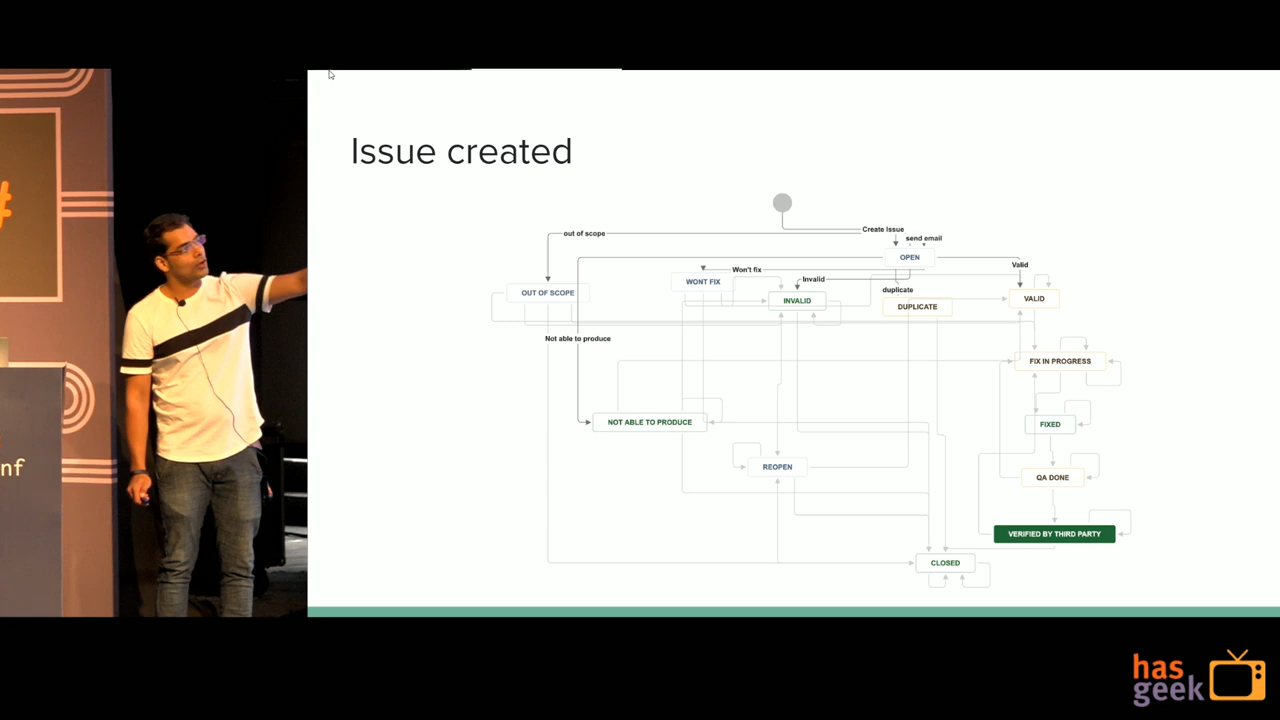 #
nf
Issue created
Create Issue
out of scope
send email
OPEN
Valid
Won't fix
Invalid
WONT FIX
OUT OF SCOPE
duplicate
INVALID
DUPLICATE
VALID
Not able to produce
FIX IN PROGRESS
NOT ABLE TO PRODUCE
FIXED
REOPEN
QA DONE
VERIFIED BY THIRD PARTY
CLOSED
has
geek